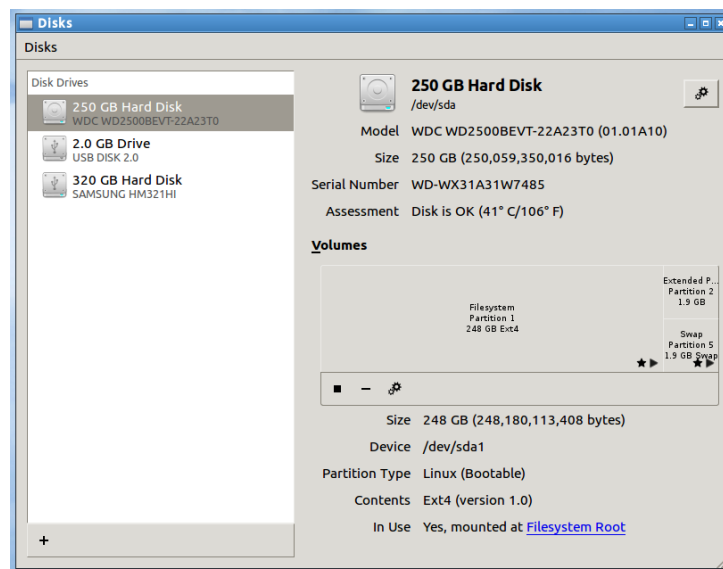 Disks
Disks
Disk Drives
250 GB Hard Disk
WDC WD2500BEVT-22A23T0
2.0 GB Drive
USB DISK 2.0
320 GB Hard Disk
SAMSUNG HM321HI
250 GB Hard Disk
/dev/sda
Model WDC WD2500BEVT-22A23T0 (01.01A10)
Size 250 GB (250,059,350,016 bytes)
Serial Number WD-WX31A31W7485
Assessment Disk is OK (41° C/106° F)
Volumes
Filesystem
Partition 1
248 GB Ext4
Extended P...
Partition 2
1.9 GB
Swap
Partition 5
1.9 GB Swap
Size 248 GB (248,180,113,408 bytes)
Device /dev/sda1
Partition Type Linux (Bootable)
Contents Ext4 (version 1.0)
In Use Yes, mounted at Filesystem Root